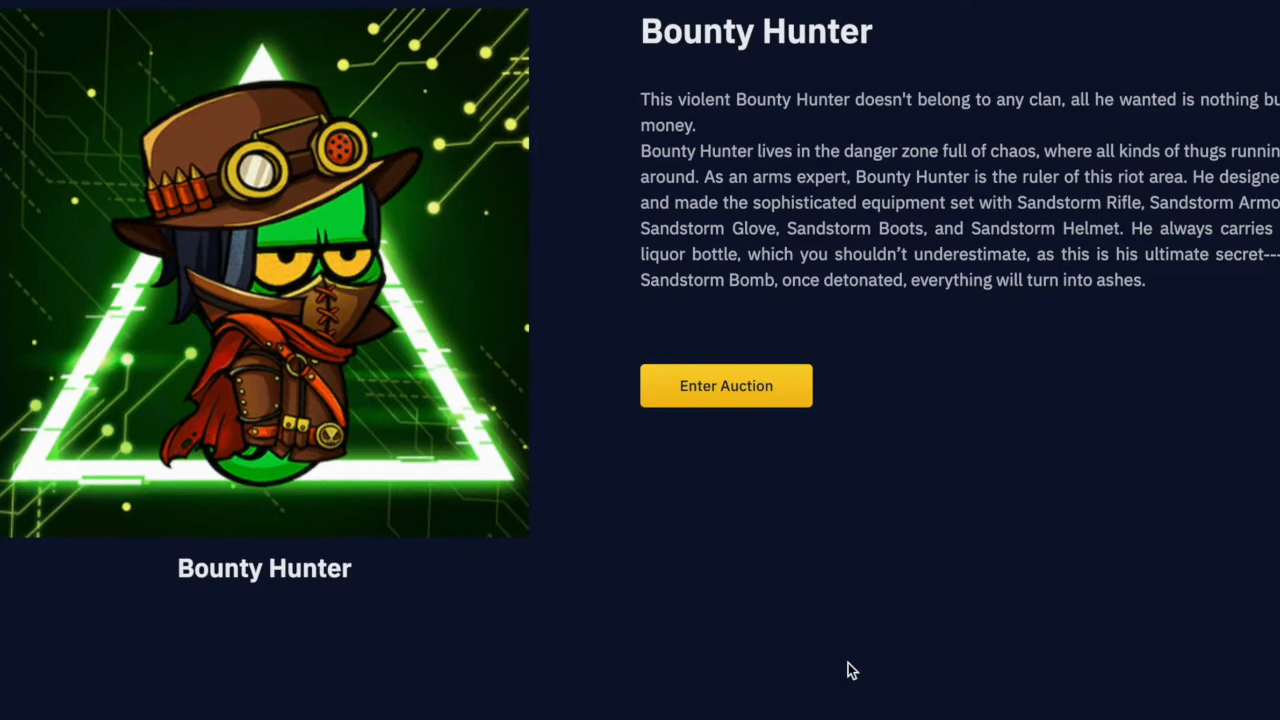 Bounty Hunter
This violent Bounty Hunter doesn't belong to any clan, all he wanted is nothing
money.
Bounty Hunter lives in the danger zone full of chaos, where all kinds of thugs
around. As an arms expert, Bounty Hunter is the ruler of this riot area. He
and made the sophisticated equipment set with Sandstorm Rifle, Sandstorm
Sandstorm Glove, Sandstorm Boots, and Sandstorm Helmet. He always carries
liquor bottle, which you shouldn’t underestimate, as this is his ultimate secret--
Sandstorm Bomb, once detonated, everything will turn into ashes.
Enter Auction
Bounty Hunter